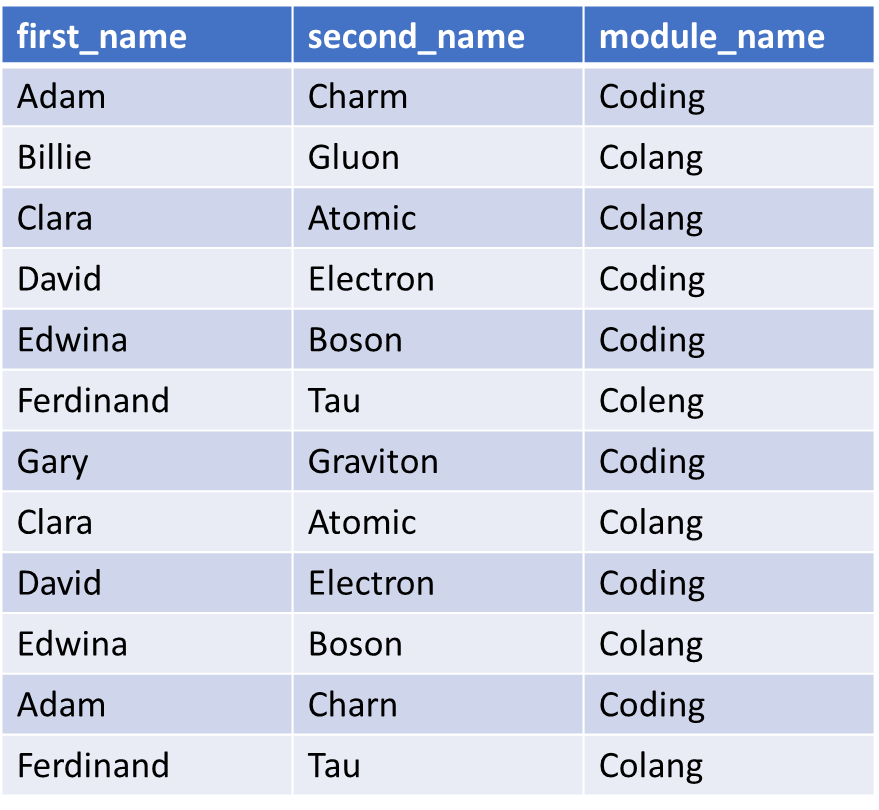 first_name second_name module_name
Adam Charm Coding
Billie Gluon Colang
Clara Atomic Colang
David Electron Coding
Edwina Boson Coding
Ferdinand Tau Coleng
Gary Graviton Coding
Clara Atomic Colang
David Electron Coding
Edwina Boson Colang
Adam Charn Coding
Ferdinand Tau Colang